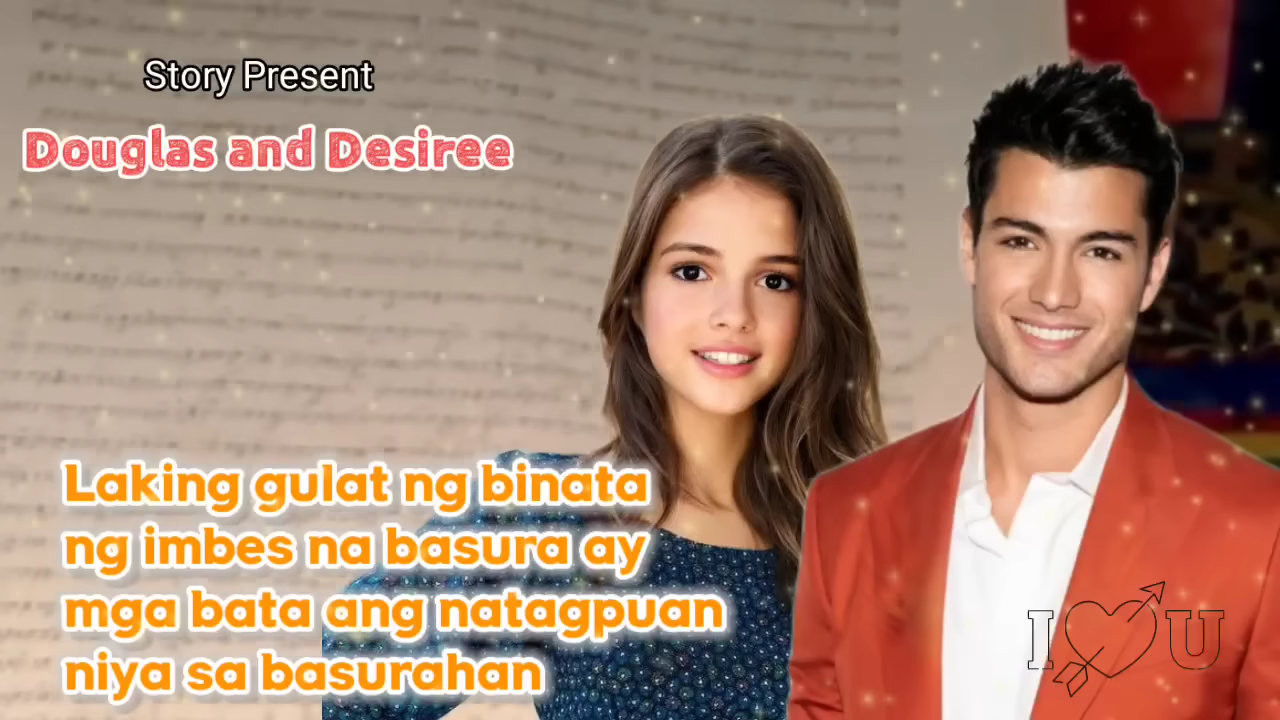 Story Present
Douglas and Desiree
Laking gulat ng binata
ng imbes na basura ay
mga bata ang natagpuan
niya sa basurahan
I U